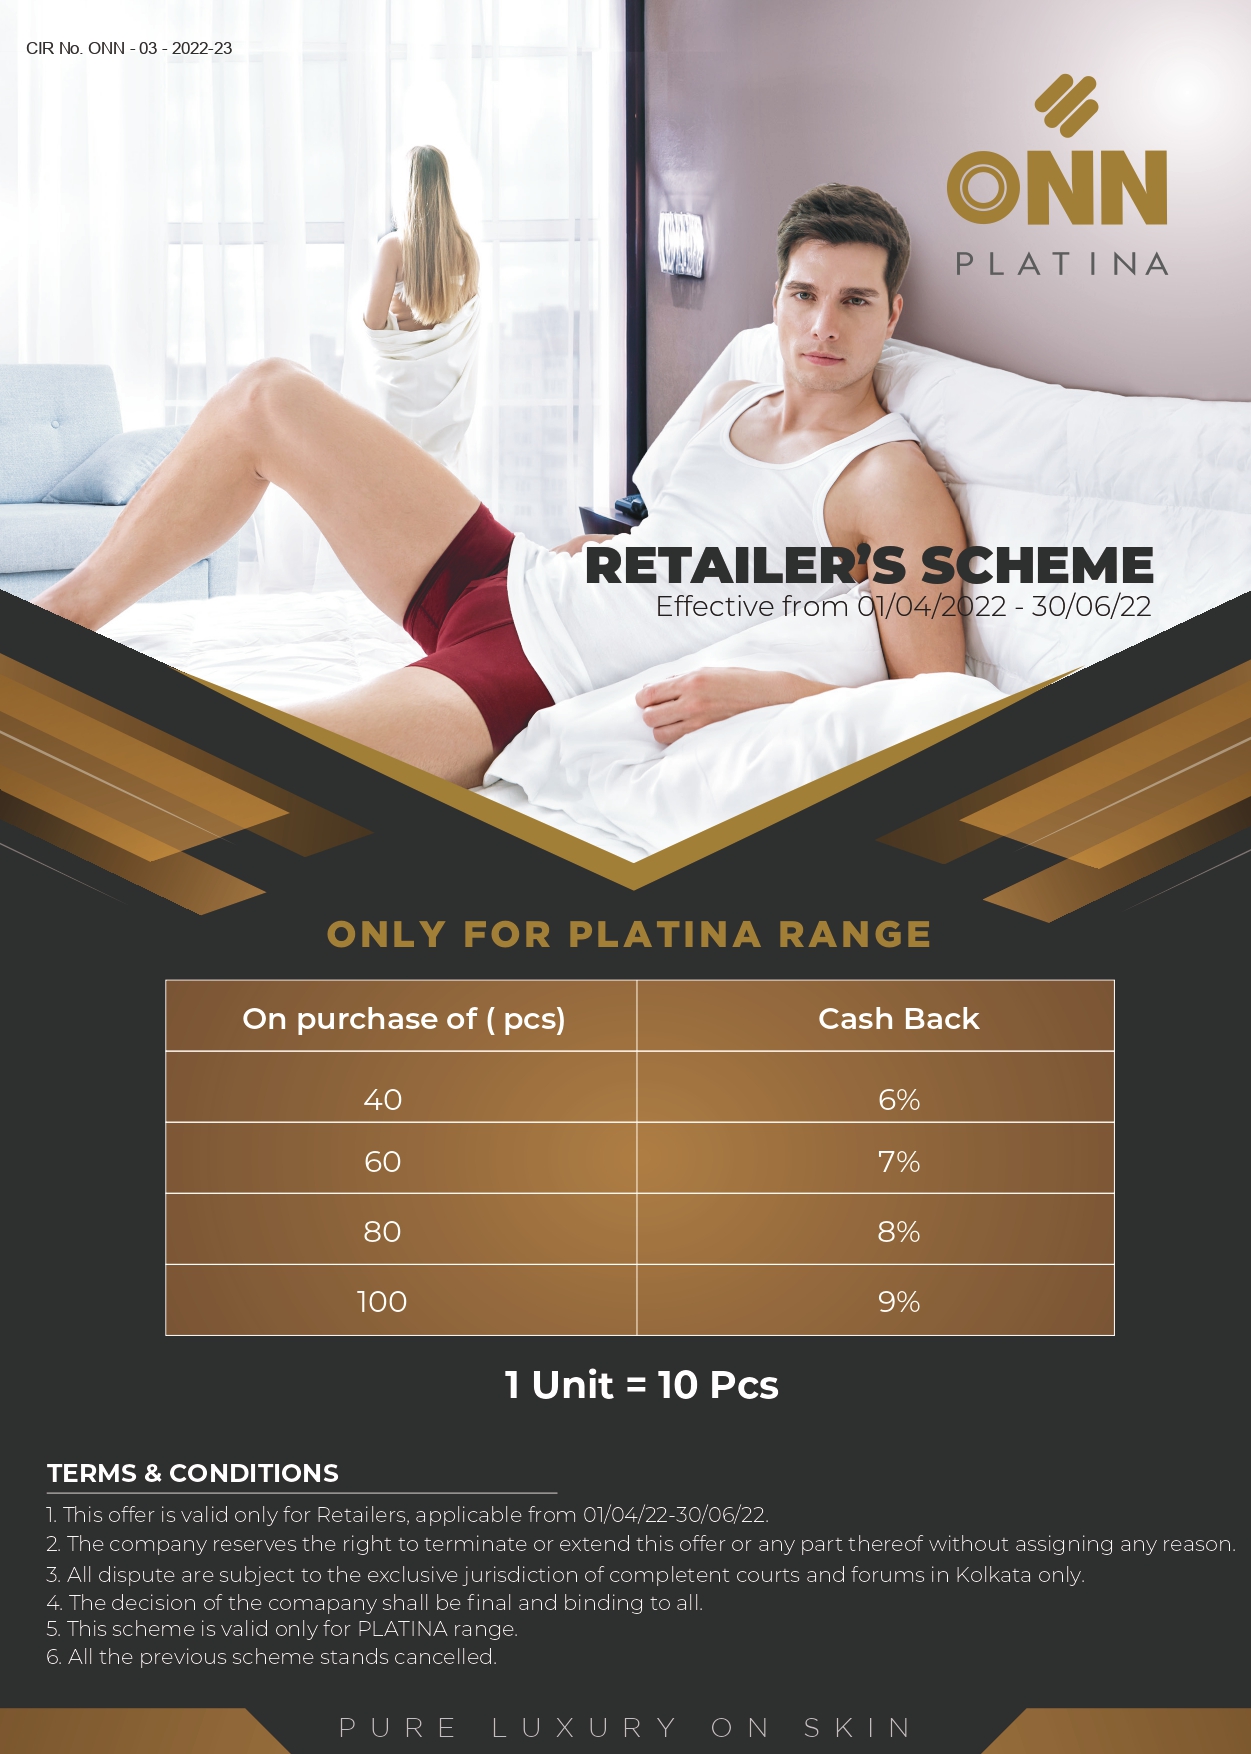 CIR No. ONN - 03 - 2022-23
ONN
PLATINA
RETAILER'S SCHEME
Effective from 01/04/2022 - 30/06/22
ONLY FOR PLATINA RANGE
On purchase of ( pcs) Cash Back
40 6%
60 7%
80 8%
100 9%
1 Unit = 10 Pcs
TERMS & CONDITIONS
1. This offer is valid only for Retailers, applicable from 01/04/22-30/06/22.
2. The company reserves the right to terminate or extend this offer or any part thereof without assigning any reason.
3. All dispute are subject to the exclusive jurisdiction of completent courts and forums in Kolkata only.
4. The decision of the comapany shall be final and binding to all.
5. This scheme is valid only for PLATINA range.
6. All the previous scheme stands cancelled.
PURE LUXURY ON SKIN